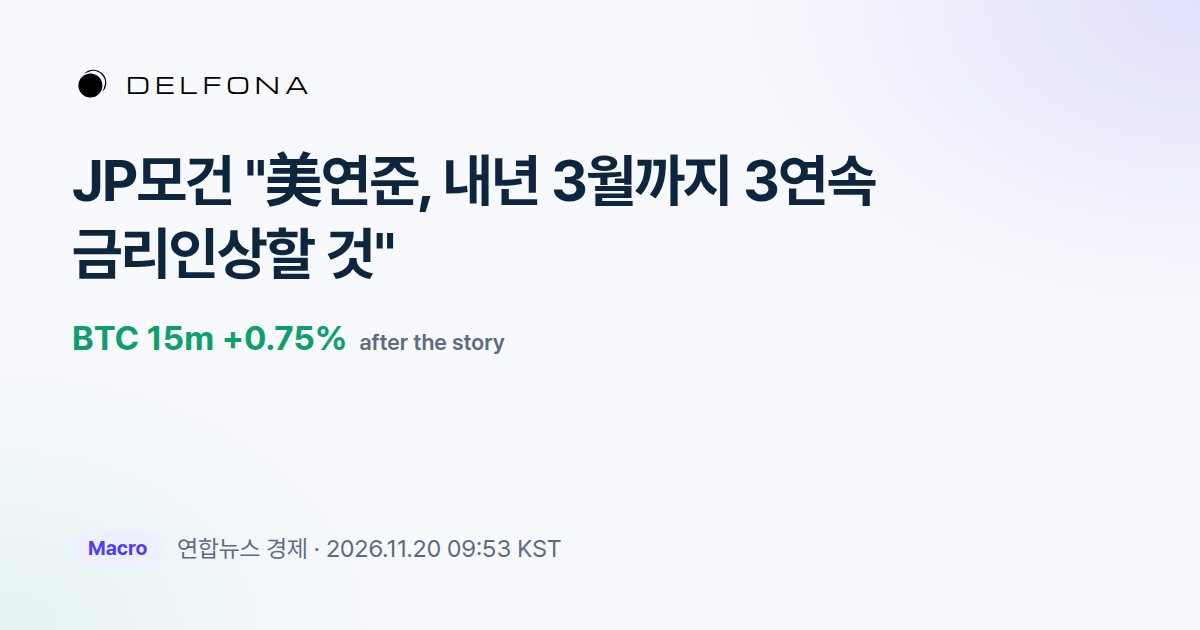 DELFONA
JP모건 "美연준, 내년 3월까지 3연속
금리인상할 것"
BTC 15m +0.75% after the story
Macro 연합뉴스 경제 · 2026.11.20 09:53 KST